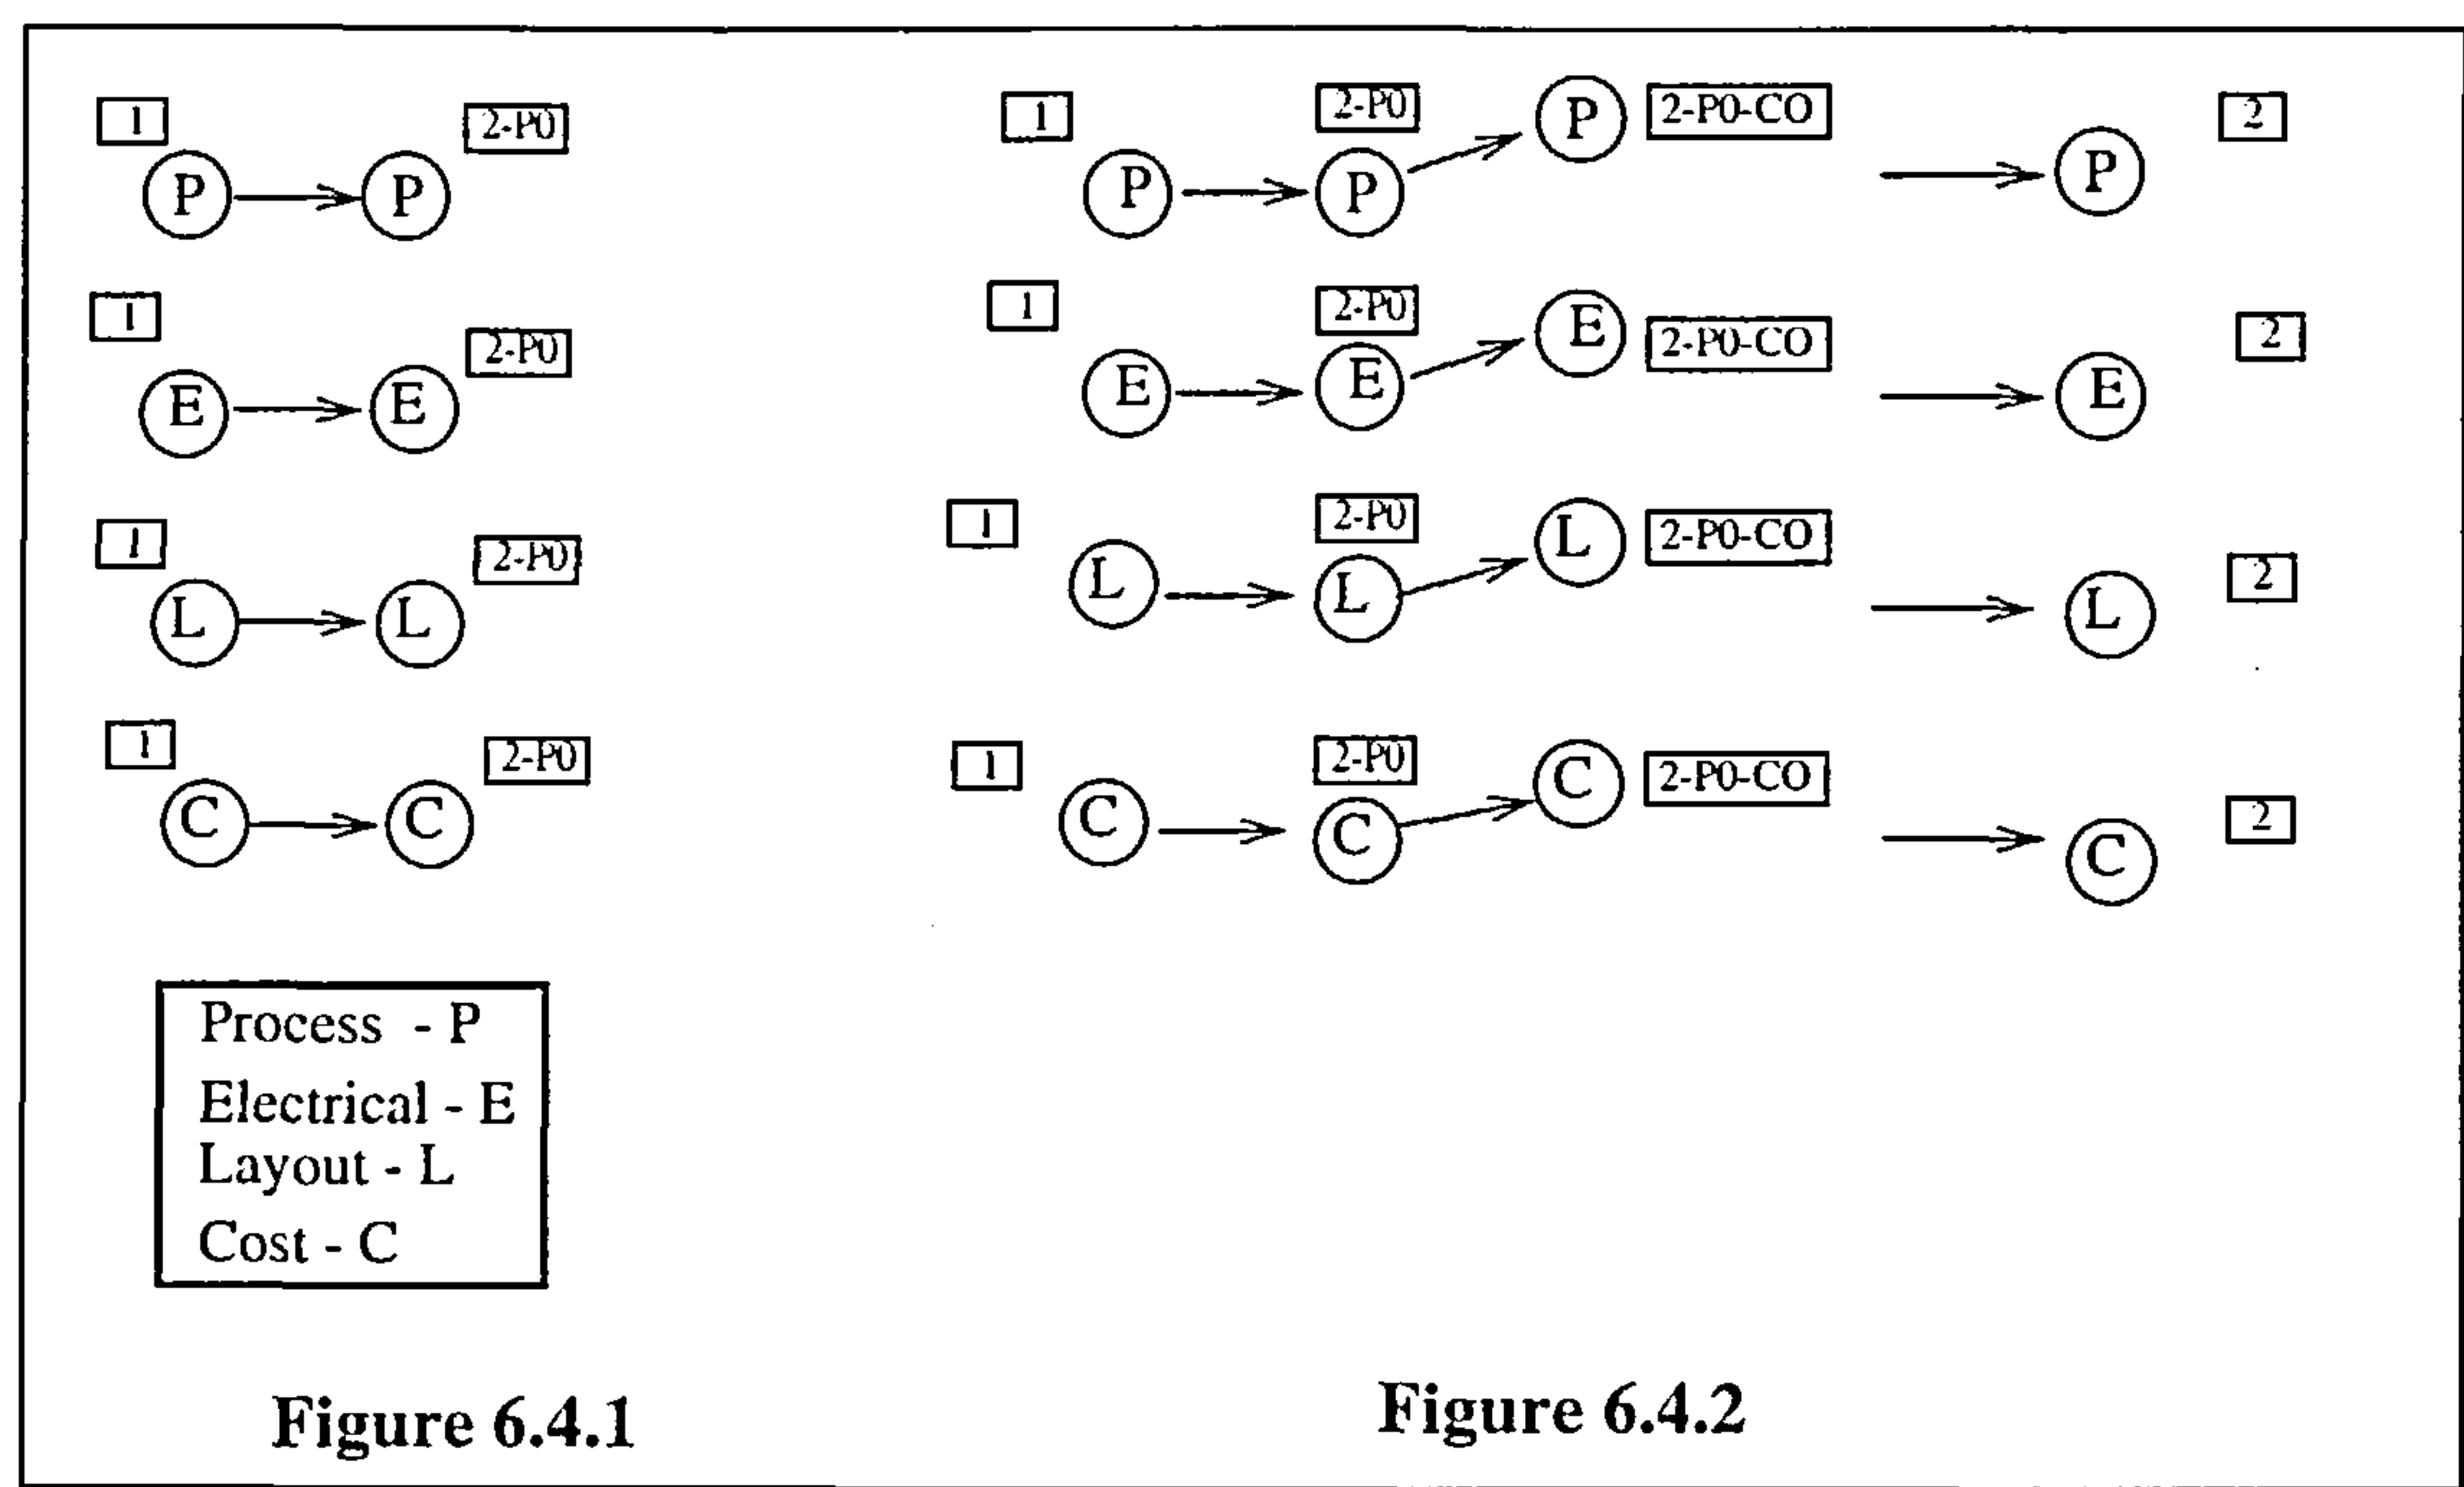 1 2-P0
P P
1 2-P0
E E
1 2-P0
L L
1 2-P0
C C
Process - P
Electrical - E
Layout - L
Cost - C
Figure 6.4.1
1 2-P0 P 2-P0-CO 2
P P P
1 2-P0 E 2-P0-CO 2
E E E
1 2-P0 L 2-P0-CO 2
L L L
1 2-P0 C 2-P0-CO 2
C C C
Figure 6.4.2